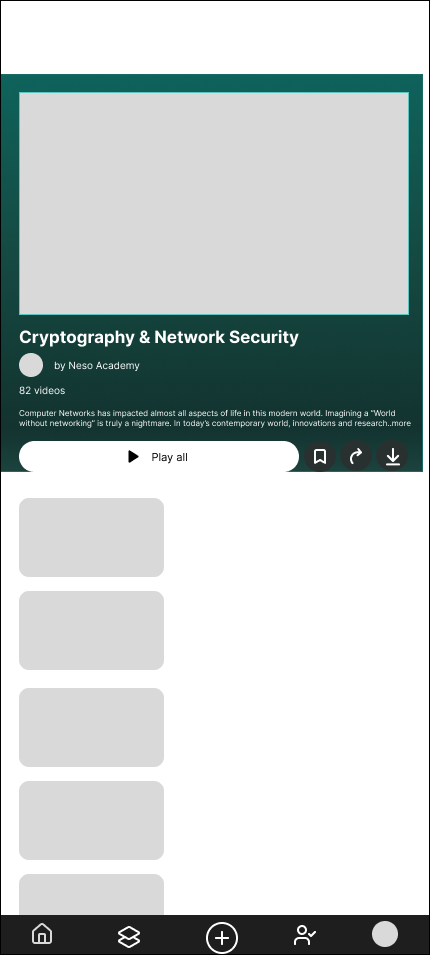 Cryptography & Network Security
by Neso Academy
82 videos
Computer Networks has impacted almost all aspects of life in this modern world. Imagining a "World
without networking" is truly a nightmare. In today's contemporary world, innovations and research..more
Play all